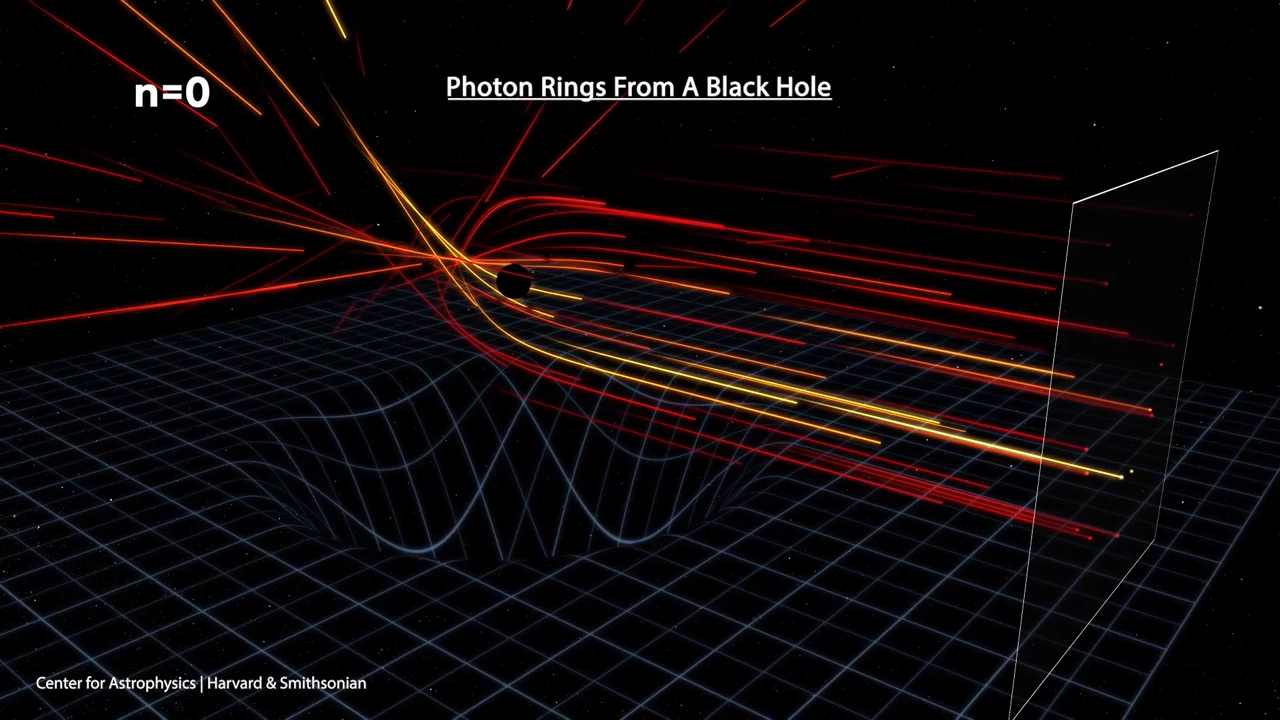 n=0
Photon Rings From A Black Hole
Center for Astrophysics | Harvard & Smithsonian